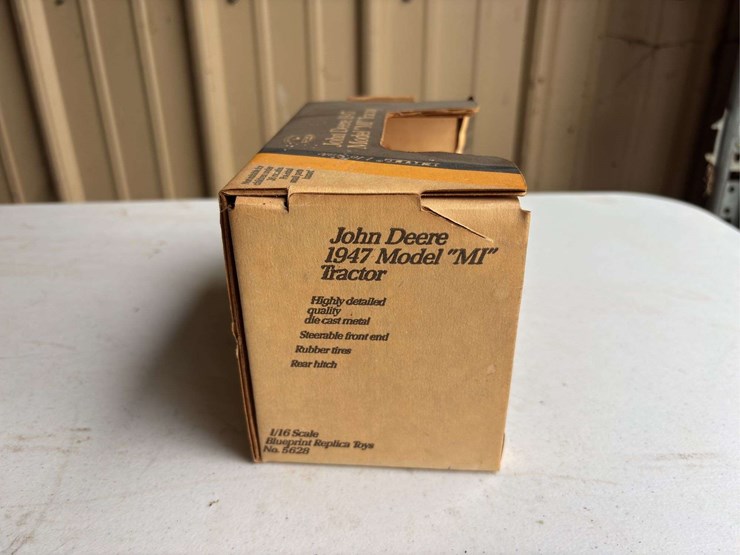 John Deere
1947 Model "MI"
Tractor
Highly detailed
quality
die cast metal
Steerable front end
Rubber tires
Rear hitch
1/16 Scale
Blueprint Replica Toys
No. 5628